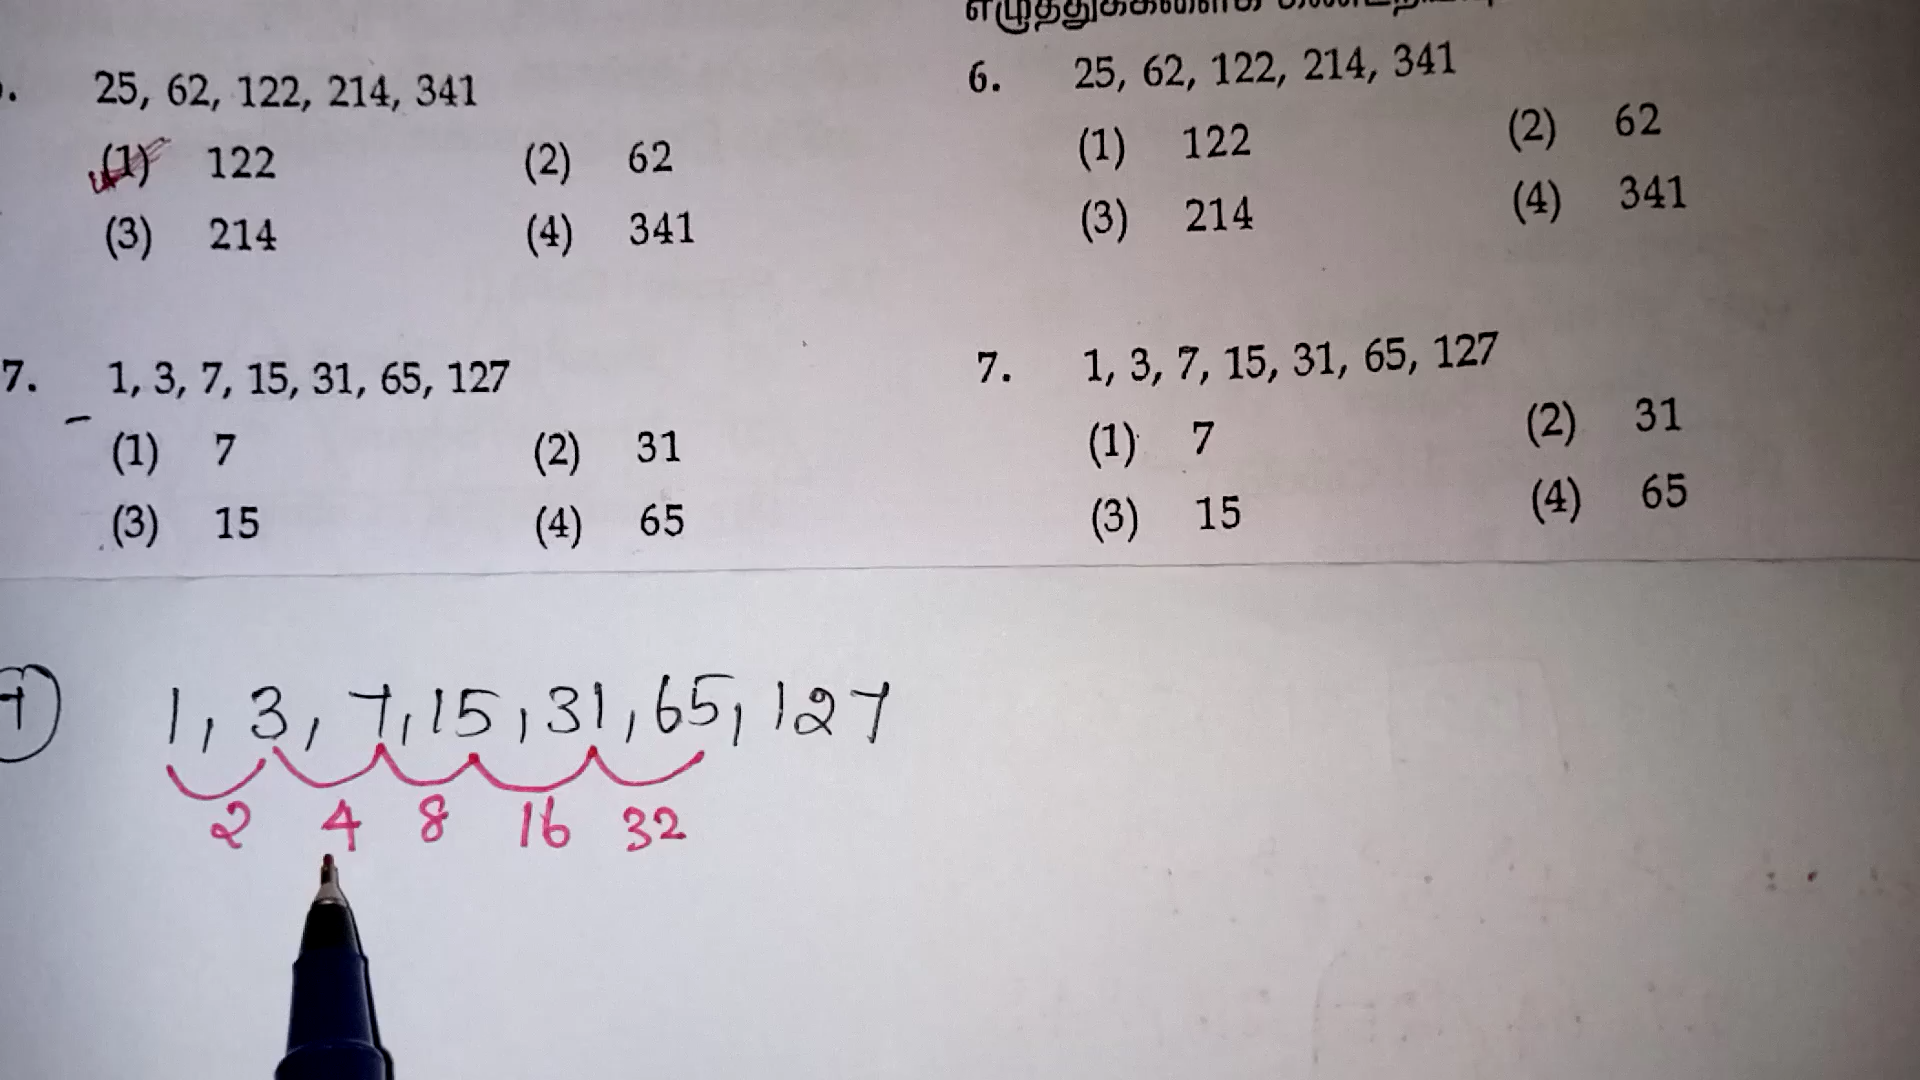 25, 62, 122, 214, 341
(1) 122 (2) 62
(3) 214 (4) 341
7. 1, 3, 7, 15, 31, 65, 127
(1) 7 (2) 31
(3) 15 (4) 65
6. 25, 62, 122, 214, 341
(1) 122 (2) 62
(3) 214 (4) 341
7. 1, 3, 7, 15, 31, 65, 127
(1) 7 (2) 31
(3) 15 (4) 65
7 1, 3, 7, 15, 31, 65, 127
2 4 8 16 32